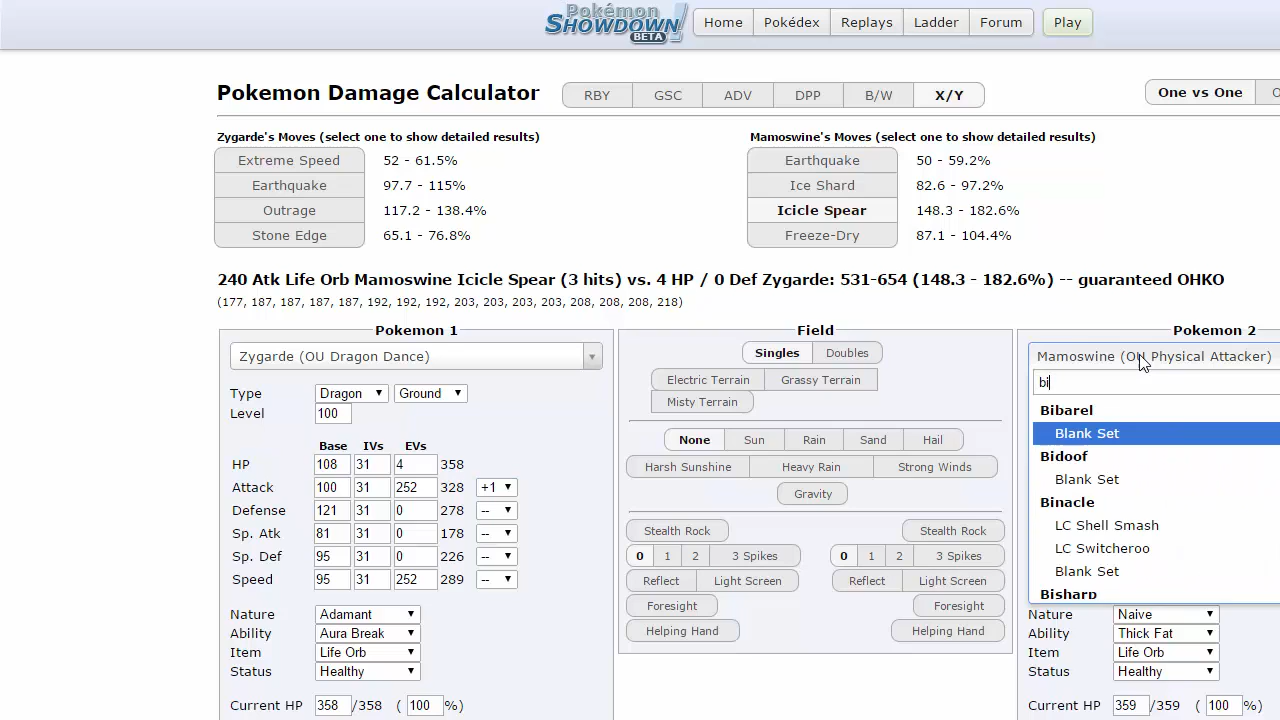 Pokémon
SHOWDOWN!
BETA
Home Pokédex Replays Ladder Forum Play
Pokemon Damage Calculator RBY GSC ADV DPP B/W X/Y One vs One
Zygarde's Moves (select one to show detailed results) Mamoswine's Moves (select one to show detailed results)
Extreme Speed 52 - 61.5% Earthquake 50 - 59.2%
Earthquake 97.7 - 115% Ice Shard 82.6 - 97.2%
Outrage 117.2 - 138.4% Icicle Spear 148.3 - 182.6%
Stone Edge 65.1 - 76.8% Freeze-Dry 87.1 - 104.4%
240 Atk Life Orb Mamoswine Icicle Spear (3 hits) vs. 4 HP / 0 Def Zygarde: 531-654 (148.3 - 182.6%) -- guaranteed OHKO
(177, 187, 187, 187, 187, 192, 192, 192, 203, 203, 203, 203, 208, 208, 208, 218)
Pokemon 1 Field Pokemon 2
Zygarde (OU Dragon Dance) Singles Doubles Mamoswine (OU Physical Attacker)
Electric Terrain Grassy Terrain bi
Type Dragon Ground Misty Terrain Bibarel
Level 100 Blank Set
Base IVs EVs None Sun Rain Sand Hail Bidoof
HP 108 31 4 358 Harsh Sunshine Heavy Rain Strong Winds Blank Set
Attack 100 31 252 328 +1 Gravity Binacle
Defense 121 31 0 278 -- LC Shell Smash
Sp. Atk 81 31 0 178 -- Stealth Rock Stealth Rock LC Switcheroo
Sp. Def 95 31 0 226 -- 0 1 2 3 Spikes 0 1 2 3 Spikes Blank Set
Speed 95 31 252 289 -- Reflect Light Screen Reflect Light Screen Bisharp
Foresight Foresight
Nature Adamant Helping Hand Helping Hand Nature Naive
Ability Aura Break Ability Thick Fat
Item Life Orb Item Life Orb
Status Healthy Status Healthy
Current HP 358 /358 ( 100 %) Current HP 359 /359 ( 100 %)